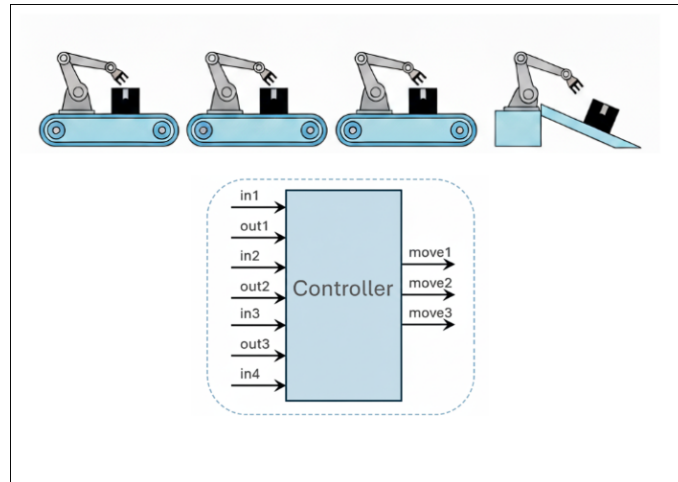 in1
out1
in2
out2
in3
out3
in4
Controller
move1
move2
move3